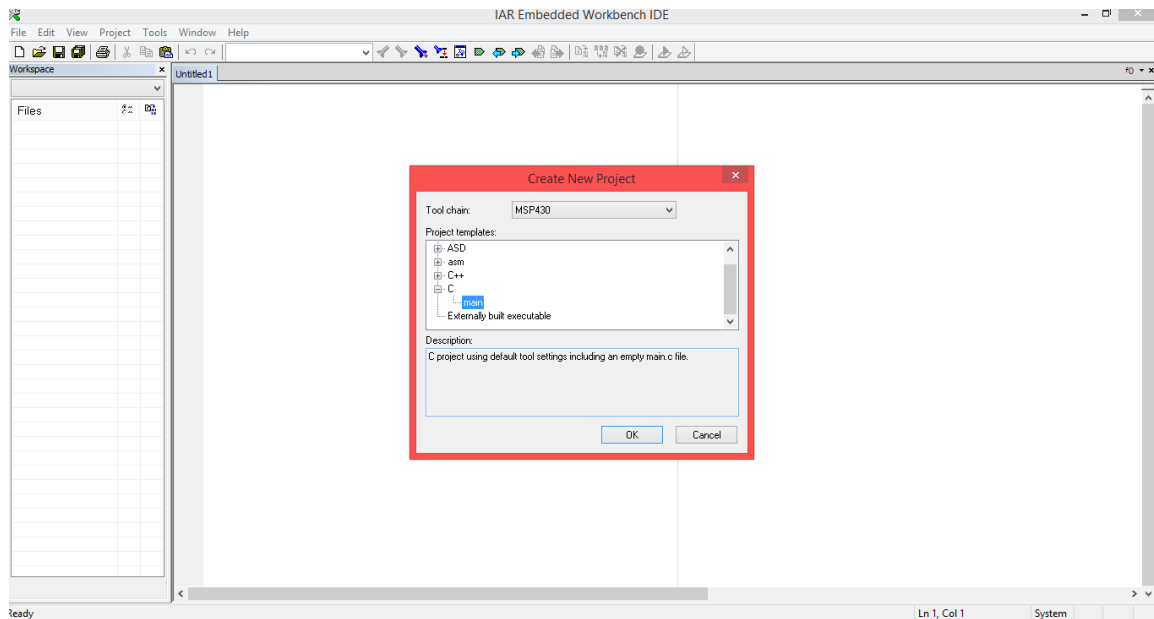 IAR Embedded Workbench IDE
File Edit View Project Tools Window Help
Workspace
Untitled1
f()
Files
Create New Project
Tool chain: MSP430
Project templates:
ASD
asm
C++
C
main
Externally built executable
Description:
C project using default tool settings including an empty main.c file.
OK Cancel
Ready Ln 1, Col 1 System